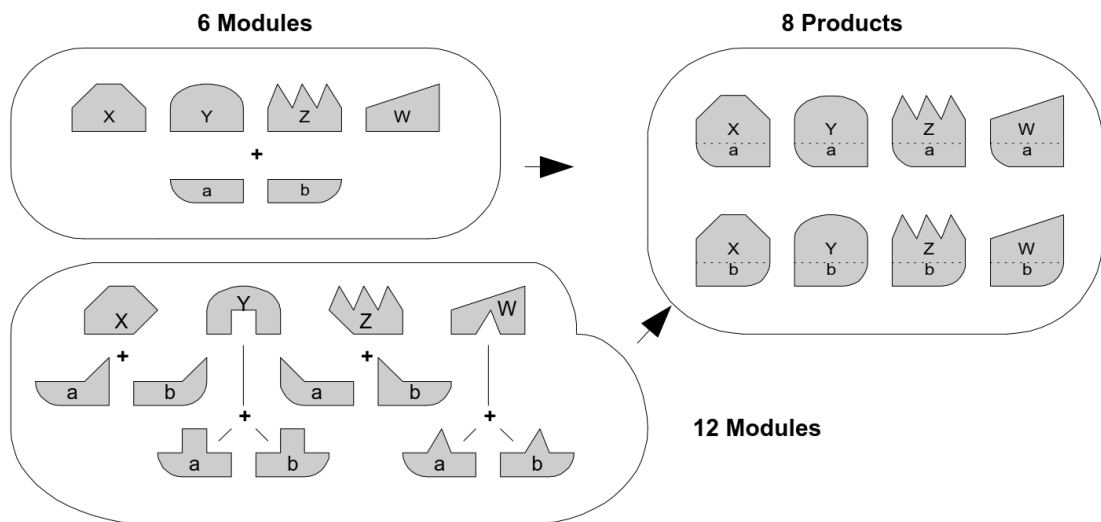 6 Modules
8 Products
X Y Z W
+
a b
X Y Z W
a a a a
X Y Z W
b b b b
X Y Z W
+ +
a b a b
+ +
a b a b
12 Modules